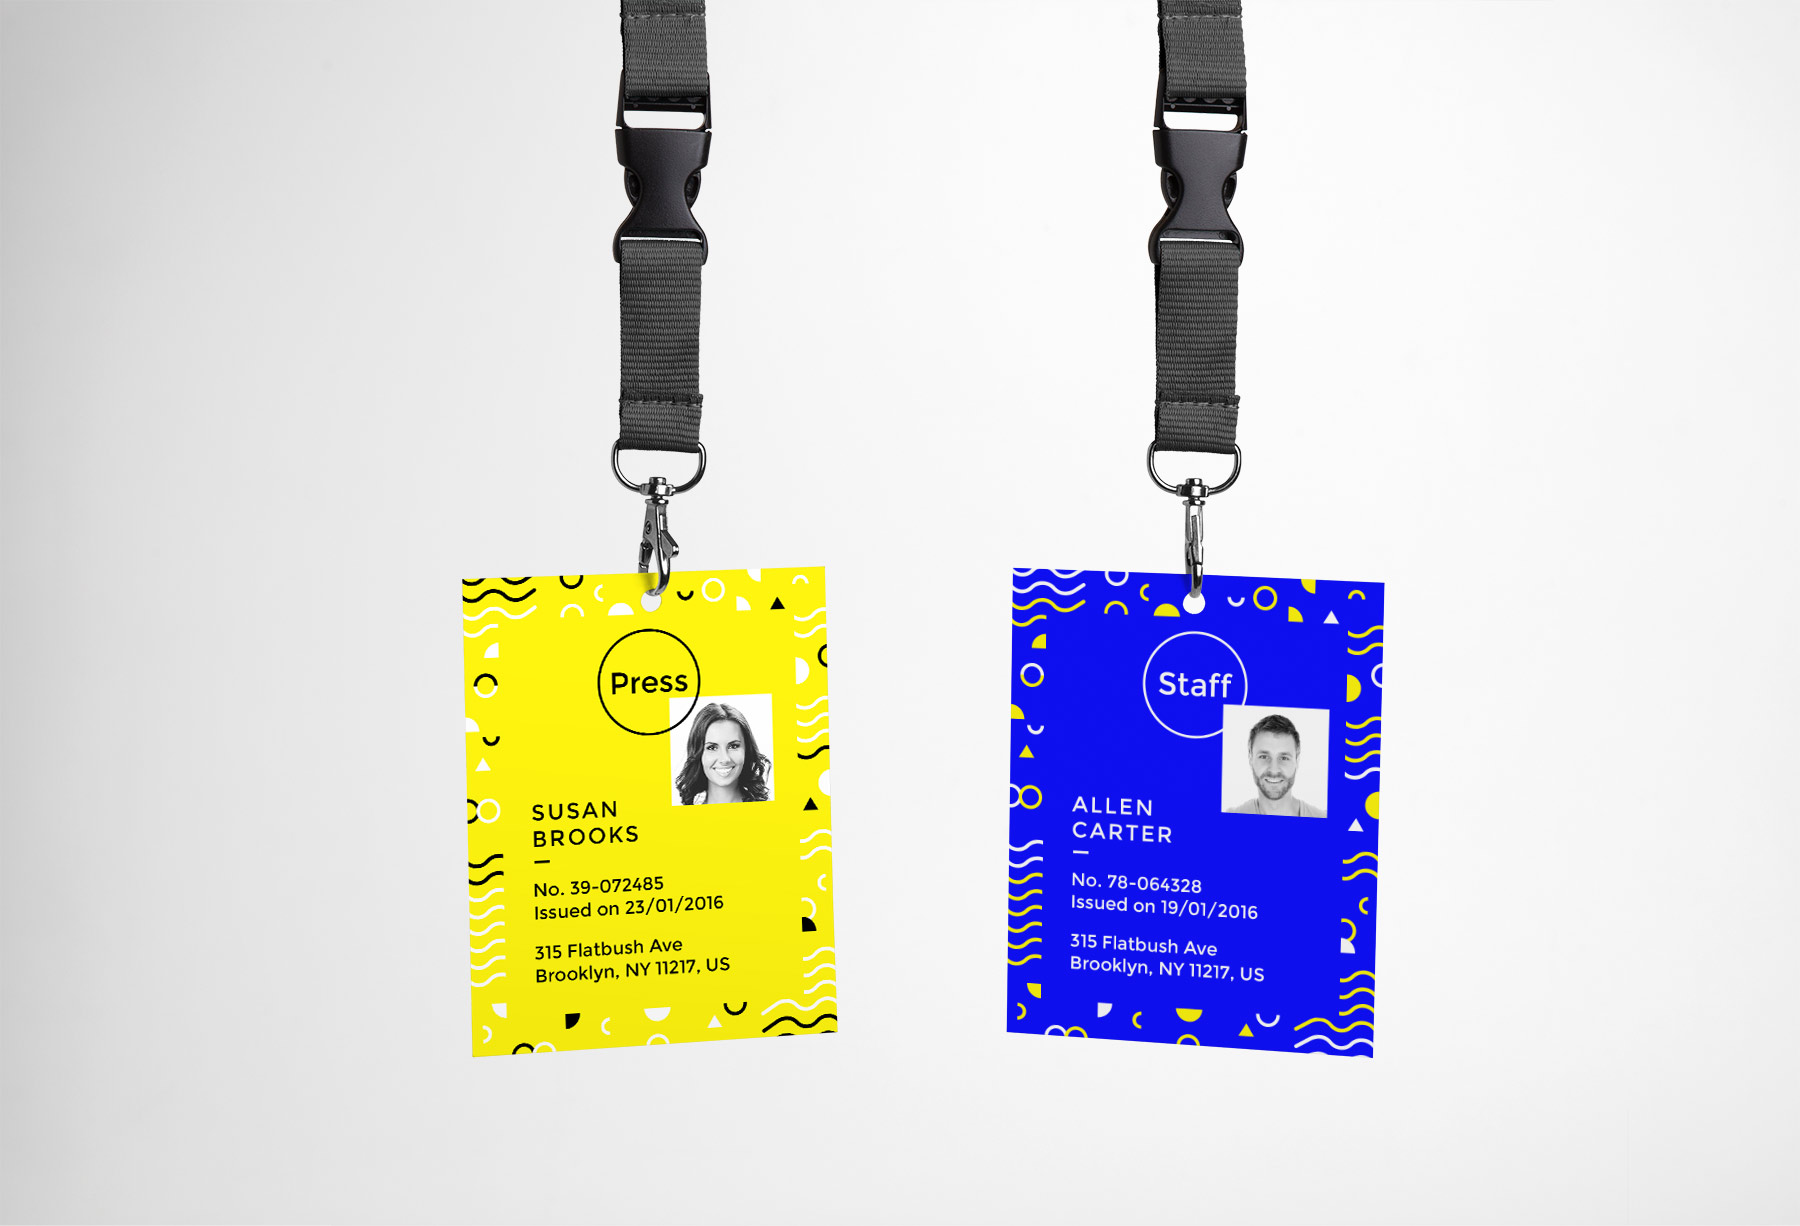 Press
SUSAN
BROOKS
No. 39-072485
Issued on 23/01/2016
315 Flatbush Ave
Brooklyn, NY 11217, US
Staff
ALLEN
CARTER
No. 78-064328
Issued on 19/01/2016
315 Flatbush Ave
Brooklyn, NY 11217, US